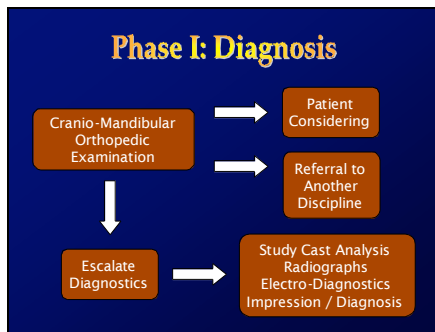 Phase I: Diagnosis
Cranio-Mandibular
Orthopedic
Examination
Patient
Considering
Referral to
Another
Discipline
Escalate
Diagnostics
Study Cast Analysis
Radiographs
Electro-Diagnostics
Impression / Diagnosis